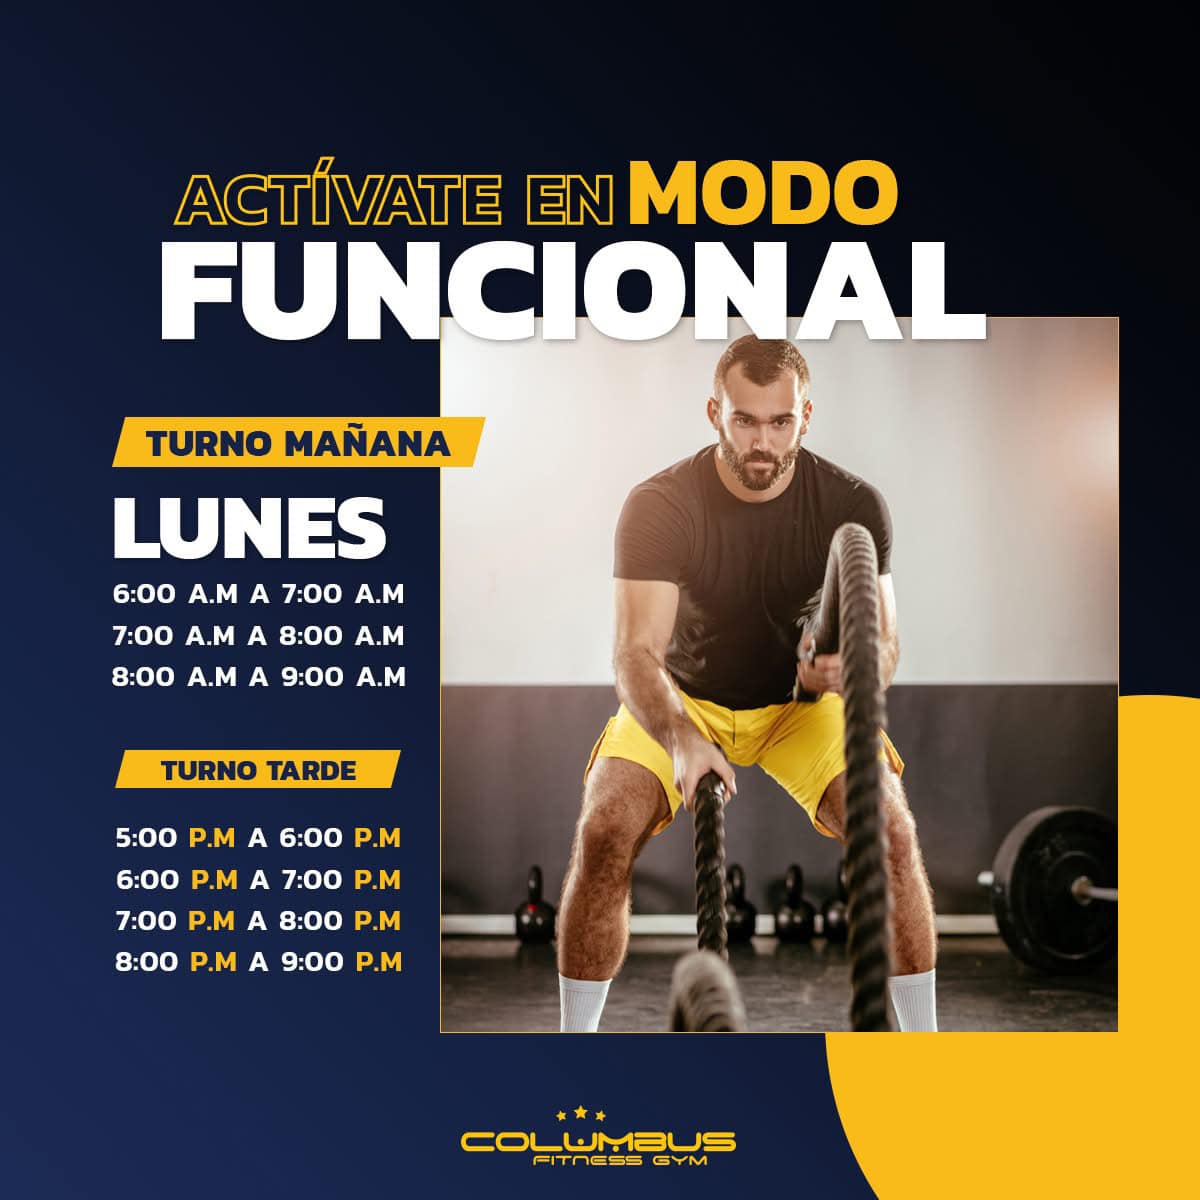 ACTÍVATE EN MODO
FUNCIONAL
TURNO MAÑANA
LUNES
6:00 A.M A 7:00 A.M
7:00 A.M A 8:00 A.M
8:00 A.M A 9:00 A.M
TURNO TARDE
5:00 P.M A 6:00 P.M
6:00 P.M A 7:00 P.M
7:00 P.M A 8:00 P.M
8:00 P.M A 9:00 P.M
COLUMBUS
FITNESS GYM